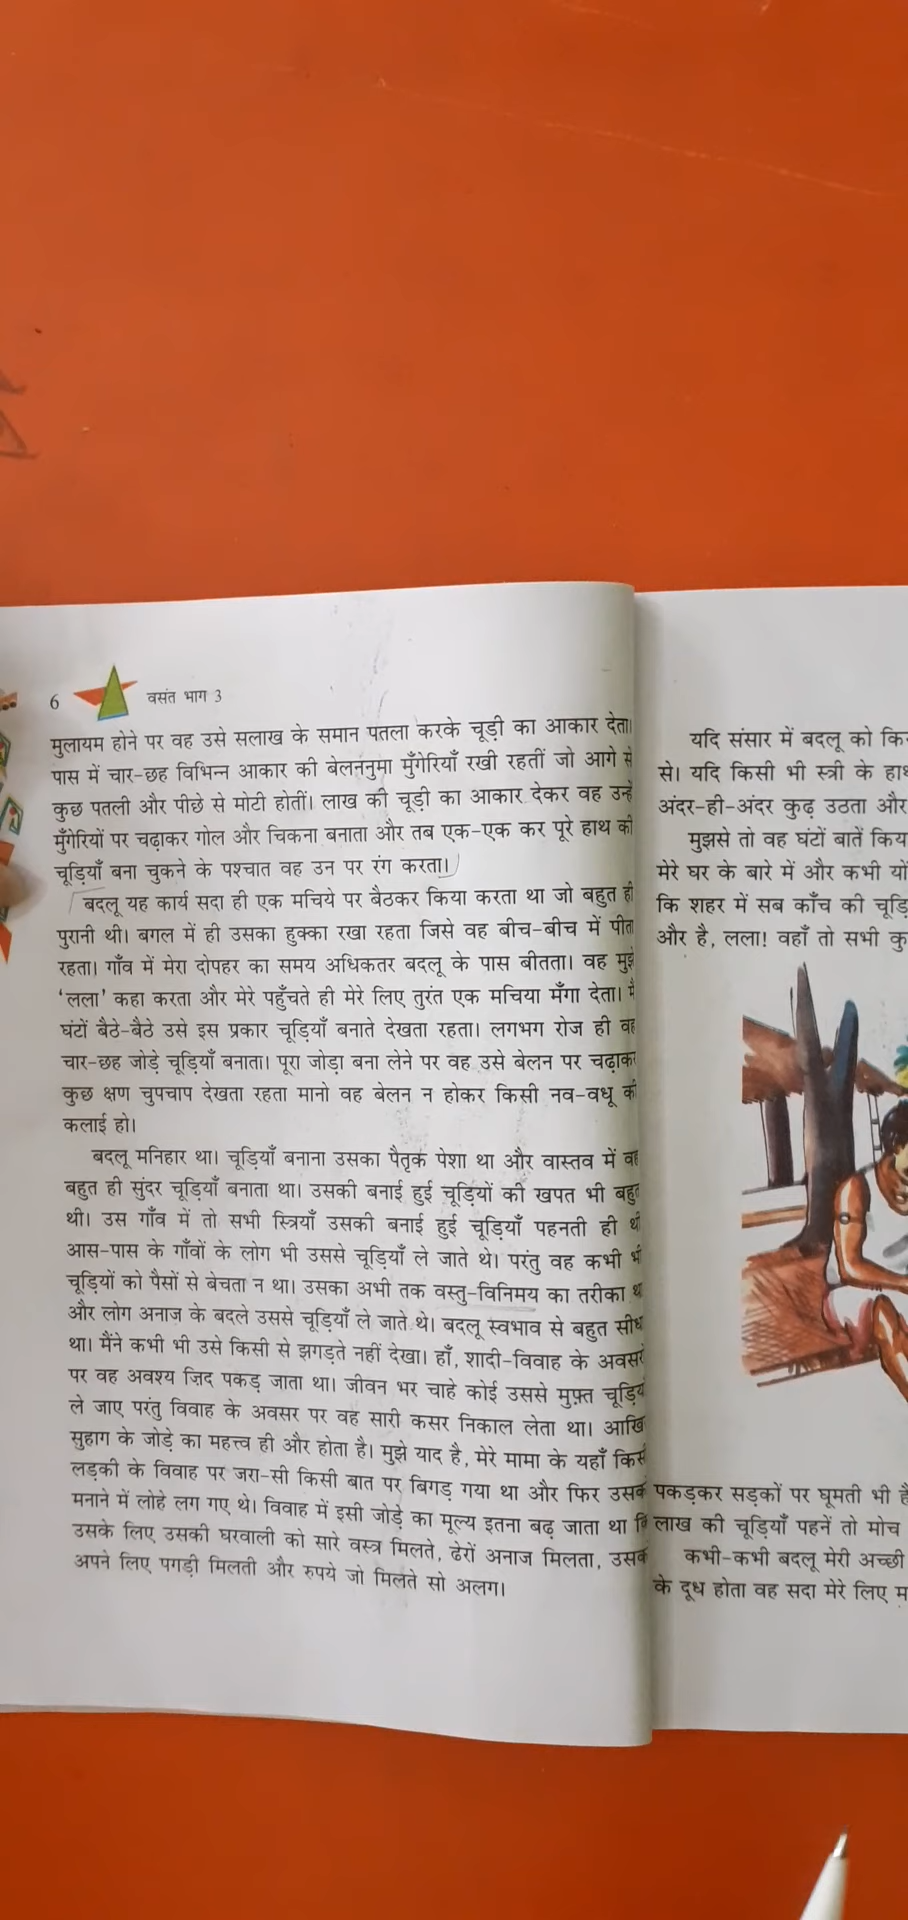 6
वसंत भाग 3
मुलायम होने पर वह उसे सलाख के समान पतला करके चूड़ी का आकार देता।
पास में चार-छह विभिन्न आकार की बेलननुमा मुँगेरियाँ रखी रहतीं जो आगे से
कुछ पतली और पीछे से मोटी होतीं। लाख की चूड़ी का आकार देकर वह उन्हें
मुँगेरियों पर चढ़ाकर गोल और चिकना बनाता और तब एक-एक कर पूरे हाथ की
चूड़ियाँ बना चुकने के पश्चात वह उन पर रंग करता।
बदलू यह कार्य सदा ही एक मचिये पर बैठकर किया करता था जो बहुत ही
पुरानी थी। बगल में ही उसका हुक्का रखा रहता जिसे वह बीच-बीच में पीता
रहता। गाँव में मेरा दोपहर का समय अधिकतर बदलू के पास बीतता। वह मुझे
‘लला’ कहा करता और मेरे पहुँचते ही मेरे लिए तुरंत एक मचिया मँगा देता। मैं
घंटों बैठे-बैठे उसे इस प्रकार चूड़ियाँ बनाते देखता रहता। लगभग रोज ही वह
चार-छह जोड़े चूड़ियाँ बनाता। पूरा जोड़ा बना लेने पर वह उसे बेलन पर चढ़ाकर
कुछ क्षण चुपचाप देखता रहता मानो वह बेलन न होकर किसी नव-वधू की
कलाई हो।
बदलू मनिहार था। चूड़ियाँ बनाना उसका पैतृक पेशा था और वास्तव में वह
बहुत ही सुंदर चूड़ियाँ बनाता था। उसकी बनाई हुई चूड़ियों की खपत भी बहुत
थी। उस गाँव में तो सभी स्त्रियाँ उसकी बनाई हुई चूड़ियाँ पहनती ही थीं
आस-पास के गाँवों के लोग भी उससे चूड़ियाँ ले जाते थे। परंतु वह कभी भी
चूड़ियों को पैसों से बेचता न था। उसका अभी तक वस्तु-विनिमय का तरीका था
और लोग अनाज के बदले उससे चूड़ियाँ ले जाते थे। बदलू स्वभाव से बहुत सीधा
था। मैंने कभी भी उसे किसी से झगड़ते नहीं देखा। हाँ, शादी-विवाह के अवसरों
पर वह अवश्य ज़िद पकड़ जाता था। जीवन भर चाहे कोई उससे मुफ़्त चूड़ियाँ
ले जाए परंतु विवाह के अवसर पर वह सारी कसर निकाल लेता था। आखिर
सुहाग के जोड़े का महत्त्व ही और होता है। मुझे याद है, मेरे मामा के यहाँ किसी
लड़की के विवाह पर जरा-सी किसी बात पर बिगड़ गया था और फिर उसको
मनाने में लोहे लग गए थे। विवाह में इसी जोड़े का मूल्य इतना बढ़ जाता था कि
उसके लिए उसकी घरवाली को सारे वस्त्र मिलते, ढेरों अनाज मिलता, उसको
अपने लिए पगड़ी मिलती और रुपये जो मिलते सो अलग।
यदि संसार में बदलू को
से। यदि किसी भी स्त्री के
अंदर-ही-अंदर कुढ़ उठता और
मुझसे तो वह घंटों बातें
मेरे घर के बारे में और कभी
कि शहर में सब काँच की
और है, लला! वहाँ तो सभी
पकड़कर सड़कों पर घूमती भी
लाख की चूड़ियाँ पहनें तो मोच
कभी-कभी बदलू मेरी अच्छी
के दूध होता वह सदा मेरे लिए